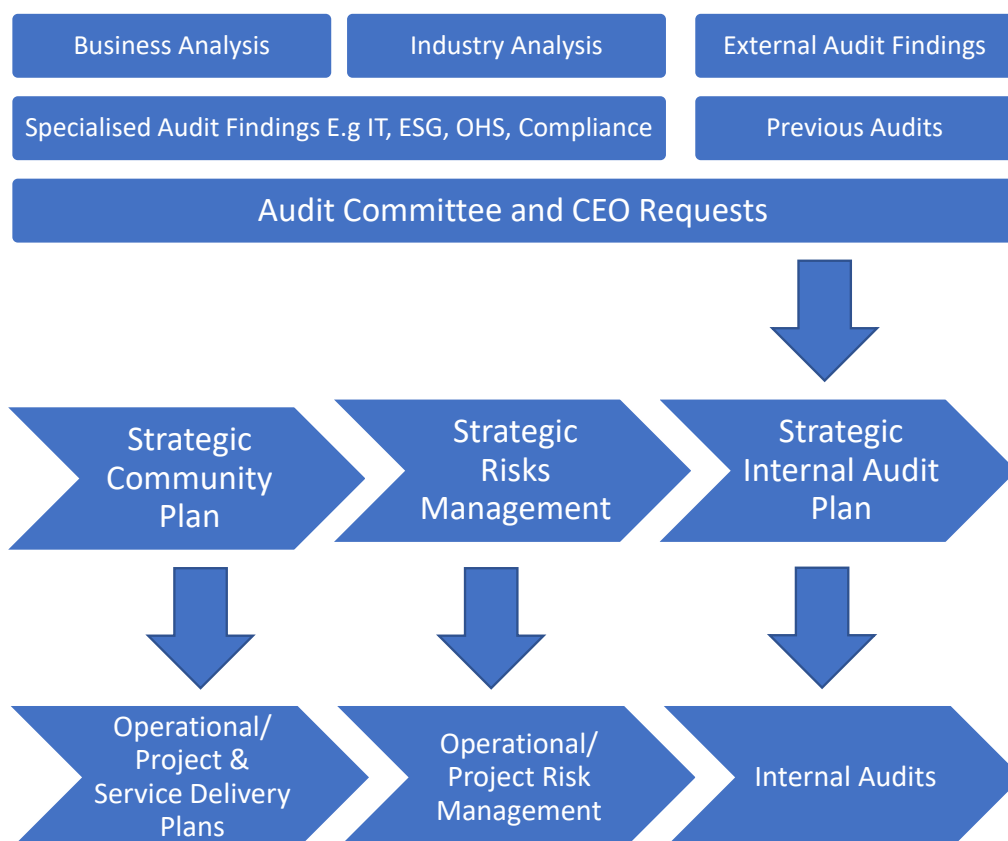 Business Analysis
Industry Analysis
External Audit Findings
Specialised Audit Findings E.g IT, ESG, OHS, Compliance
Previous Audits
Audit Committee and CEO Requests
Strategic
Community
Plan
Strategic
Risks
Management
Strategic
Internal Audit
Plan
Operational/
Project &
Service Delivery
Plans
Operational/
Project Risk
Management
Internal Audits